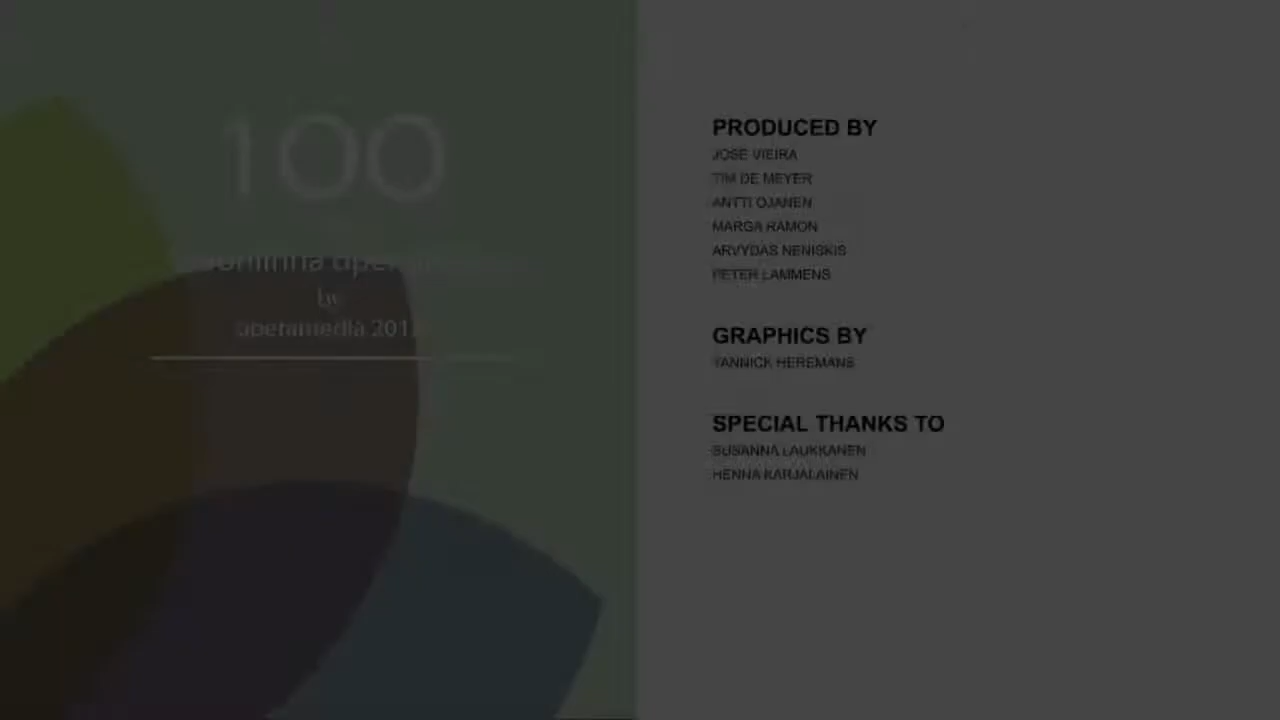 100
by
operamedia
PRODUCED BY
JOSE VIEIRA
TIM DE MEYER
ANTTI OJANEN
MARGA RAMON
ARVYDAS NENISKIS
PETER LAMMENS
GRAPHICS BY
YANNICK HEREMANS
SPECIAL THANKS TO
SUSANNA LAUKKANEN
HENNA KARJALAINEN